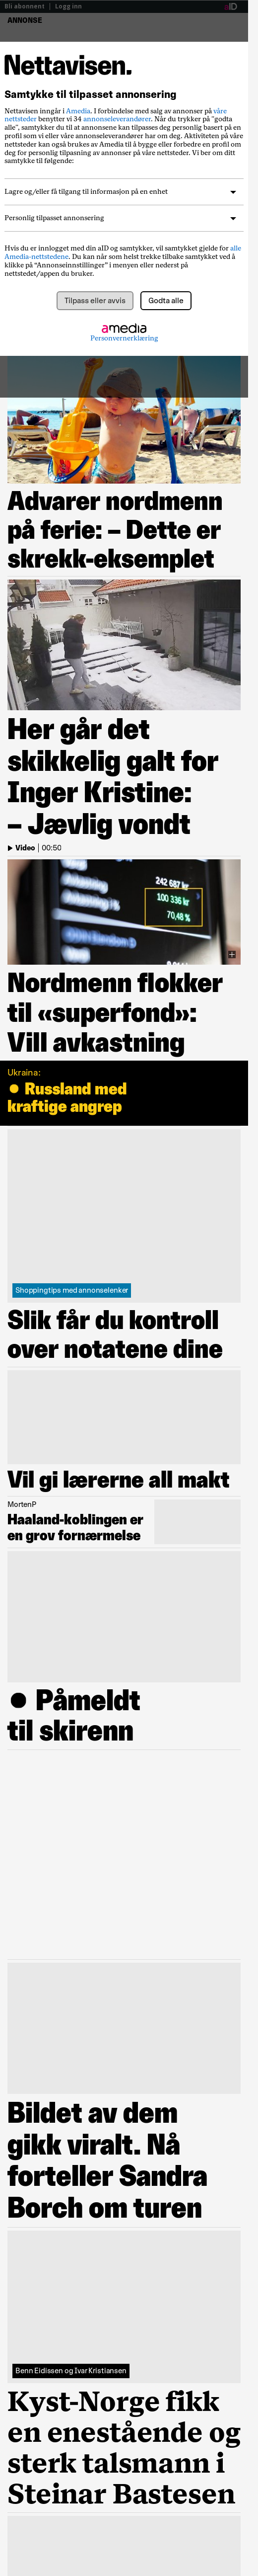 Bli abonnent | Logg inn
aID
ANNONSE
Nettavisen.
Samtykke til tilpasset annonsering
Nettavisen inngår i Amedia. I forbindelse med salg av annonser på våre
nettsteder benytter vi 34 annonseleverandører. Når du trykker på "godta
alle", samtykker du til at annonsene kan tilpasses deg personlig basert på en
profil som vi eller våre annonseleverandører har om deg. Aktivitete på våre
nettsteder kan også brukes av Amedia til å bygge eller forbedre en profil om
deg for personlig tilpasning av annonser på våre nettsteder. Vi ber om ditt
samtykke til følgende:
Lagre og/eller få tilgang til informasjon på en enhet
Personlig tilpasset annonsering
Hvis du er innlogget med din aID og samtykker, vil samtykket gjelde for alle
Amedia-nettstedene. Du kan når som helst trekke tilbake samtykket ved å
klikke på “Annonseinnstillinger” i menyen eller nederst på
nettstedet/appen du bruker.
Tilpass eller avvis
Godta alle
amedia
Personvernerklæring
Advarer nordmenn
på ferie: – Dette er
skrekk-eksemplet
Her går det
skikkelig galt for
Inger Kristine:
– Jævlig vondt
Video | 00:50
242 687 kr
100 336 kr
70,48 %
Nordmenn flokker
til «superfond»:
Vill avkastning
Ukraina:
● Russland med
kraftige angrep
Shoppingtips med annonselenker
Slik får du kontroll
over notatene dine
Vil gi lærerne all makt
MortenP
Haaland-koblingen er
en grov fornærmelse
● Påmeldt
til skirenn
Bildet av dem
gikk viralt. Nå
forteller Sandra
Borch om turen
Benn Eidissen og Ivar Kristiansen
Kyst-Norge fikk
en enestående og
sterk talsmann i
Steinar Bastesen